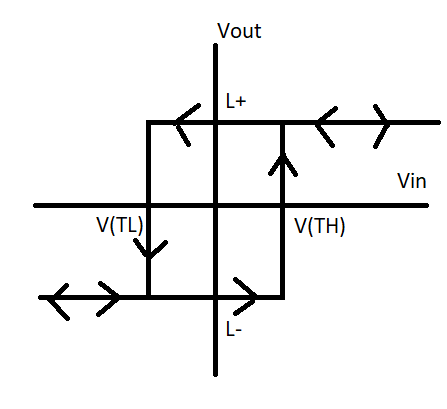 Vout
L+
Vin
V(TL)
V(TH)
L-